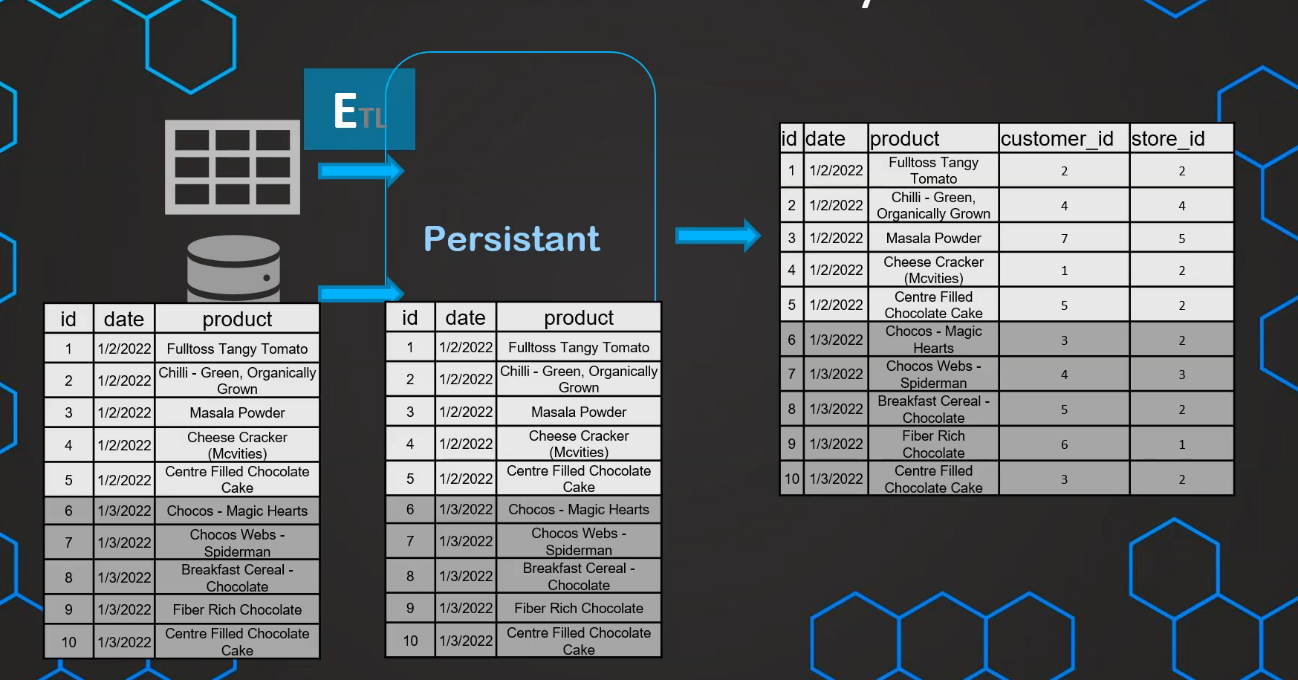 ETL
Persistant
id date product
1 1/2/2022 Fulltoss Tangy Tomato
2 1/2/2022 Chilli - Green, Organically
Grown
3 1/2/2022 Masala Powder
4 1/2/2022 Cheese Cracker
(Mcvities)
5 1/2/2022 Centre Filled Chocolate
Cake
6 1/3/2022 Chocos - Magic Hearts
7 1/3/2022 Chocos Webs -
Spiderman
8 1/3/2022 Breakfast Cereal -
Chocolate
9 1/3/2022 Fiber Rich Chocolate
10 1/3/2022 Centre Filled Chocolate
Cake
id date product
1 1/2/2022 Fulltoss Tangy Tomato
2 1/2/2022 Chilli - Green, Organically
Grown
3 1/2/2022 Masala Powder
4 1/2/2022 Cheese Cracker
(Mcvities)
5 1/2/2022 Centre Filled Chocolate
Cake
6 1/3/2022 Chocos - Magic Hearts
7 1/3/2022 Chocos Webs -
Spiderman
8 1/3/2022 Breakfast Cereal -
Chocolate
9 1/3/2022 Fiber Rich Chocolate
10 1/3/2022 Centre Filled Chocolate
Cake
id date product customer_id store_id
1 1/2/2022 Fulltoss Tangy
Tomato 2 2
2 1/2/2022 Chilli - Green,
Organically Grown 4 4
3 1/2/2022 Masala Powder 7 5
4 1/2/2022 Cheese Cracker
(Mcvities) 1 2
5 1/2/2022 Centre Filled
Chocolate Cake 5 2
6 1/3/2022 Chocos - Magic
Hearts 3 2
7 1/3/2022 Chocos Webs -
Spiderman 4 3
8 1/3/2022 Breakfast Cereal -
Chocolate 5 2
9 1/3/2022 Fiber Rich
Chocolate 6 1
10 1/3/2022 Centre Filled
Chocolate Cake 3 2